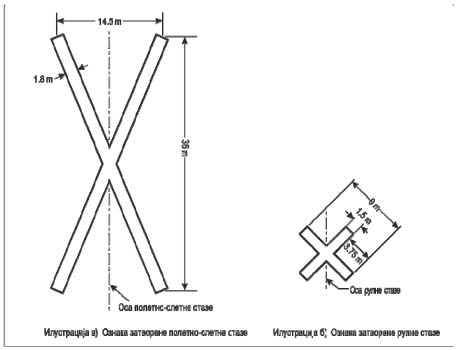 14.5 m
1.8 m
36 m
Оса полетно-слетне стазе
Илустрација а) Ознака затворене полетно-слетне стазе
9 m
1.5 m
3.75 m
Оса рулне стазе
Илустрација б) Ознака затворене рулне стазе